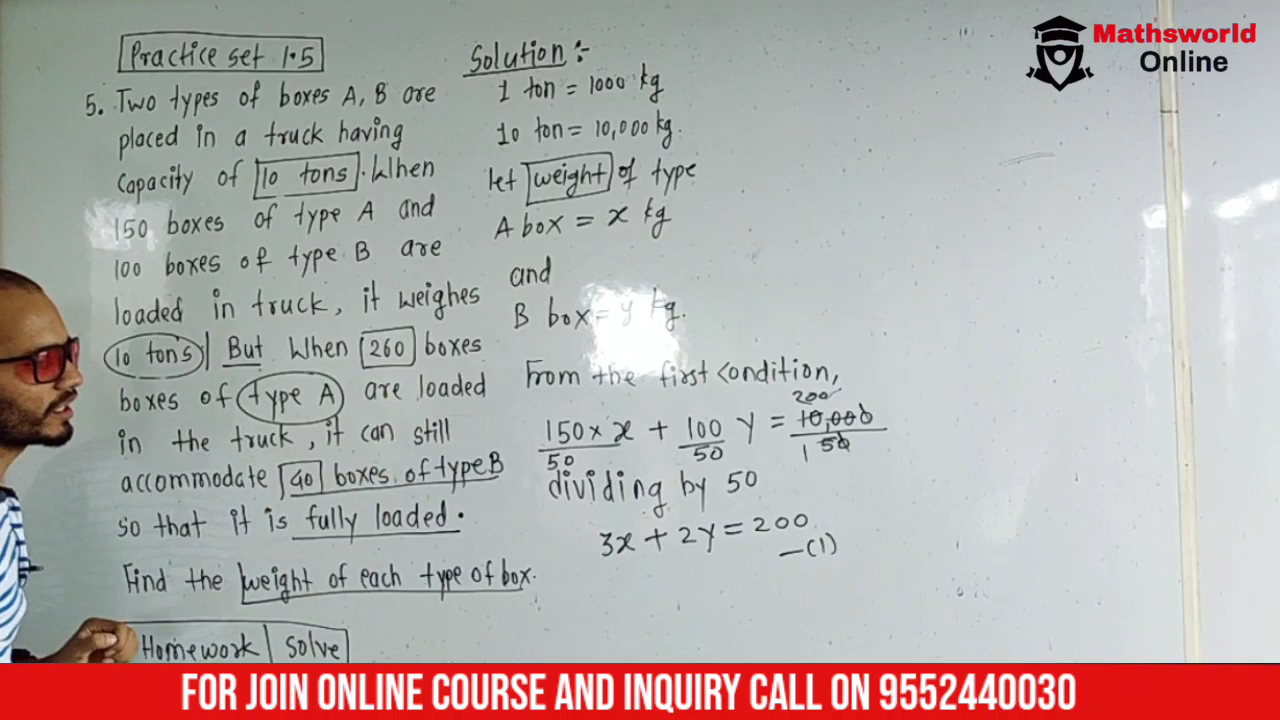 Practice set 1.5
5. Two types of boxes A, B are
placed in a truck having
capacity of 10 tons. When
150 boxes of type A and
100 boxes of type B are
loaded in truck, it weighes
10 tons But When 260 boxes
boxes of type A are loaded
in the truck, it can still
accommodate 40 boxes of type B
so that it is fully loaded.
Find the weight of each type of box.
Homework solve
Solution :-
1 ton = 1000 kg
10 ton = 10,000 kg.
let weight of type
A box = x kg
and
B box = y kg.
From the first condition,
200
150 × x + 100 y = 10,000
50 50 1 50
dividing by 50
3x + 2y = 200
—(1)
Mathsworld
Online
FOR JOIN ONLINE COURSE AND INQUIRY CALL ON 9552440030